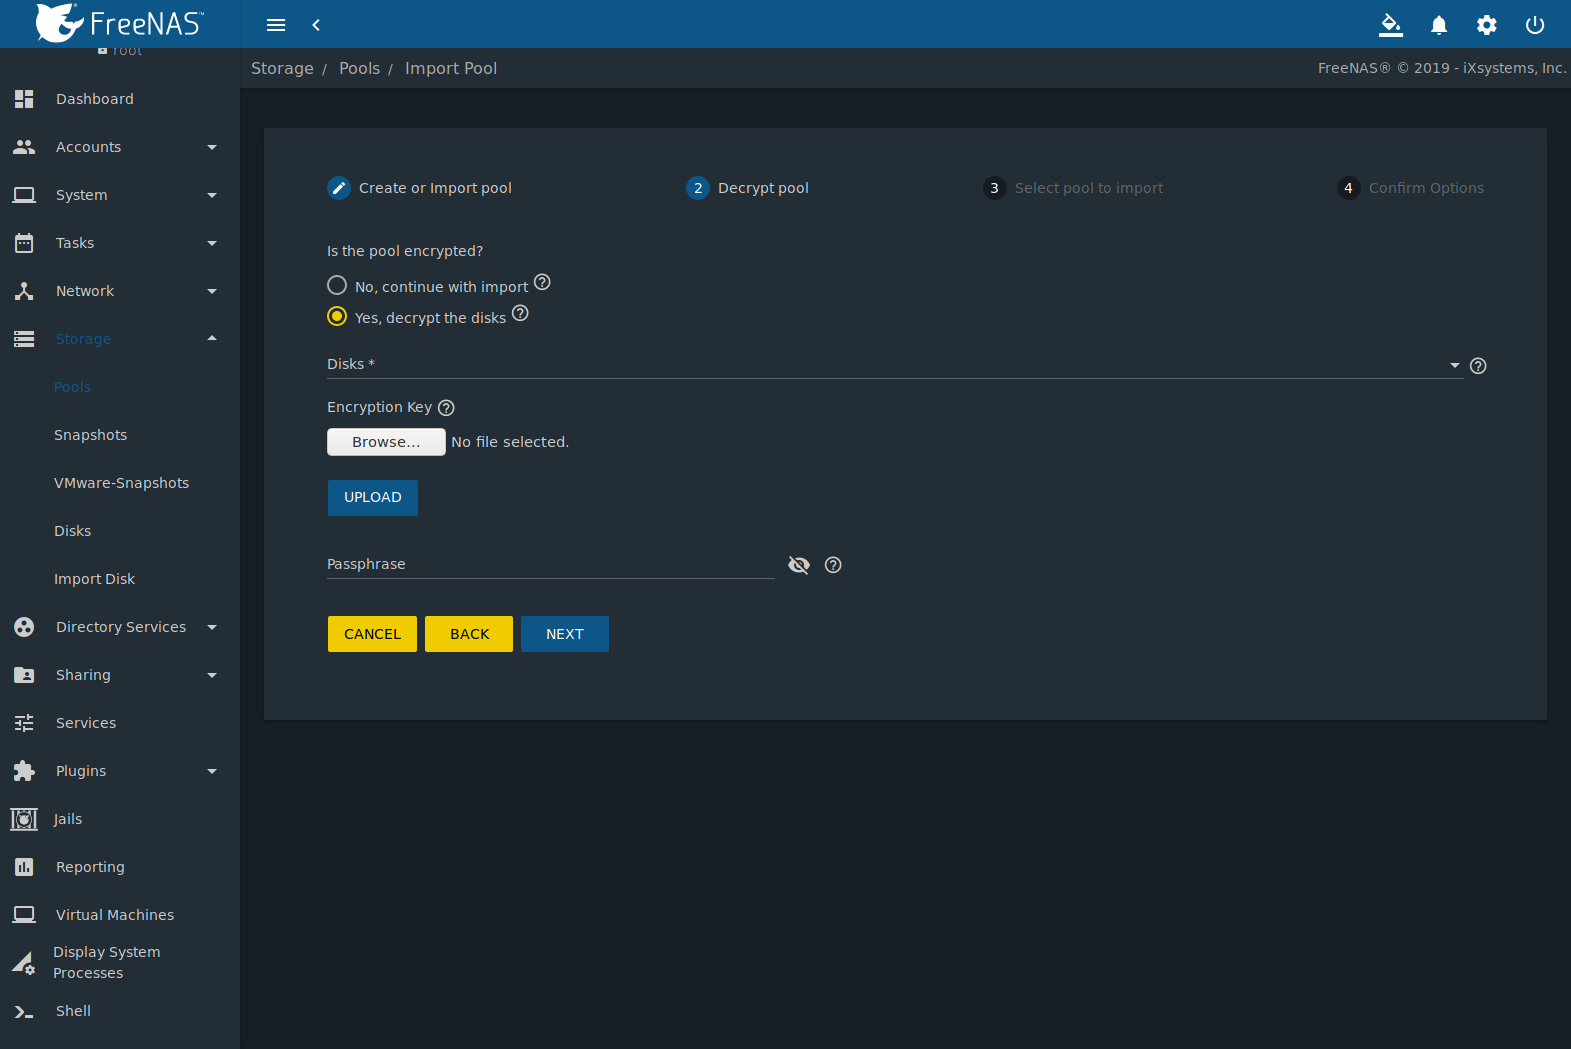 FreeNAS™
root
Storage / Pools / Import Pool
FreeNAS® © 2019 - iXsystems, Inc.
Dashboard
Accounts
System
Tasks
Network
Storage
Pools
Snapshots
VMware-Snapshots
Disks
Import Disk
Directory Services
Sharing
Services
Plugins
Jails
Reporting
Virtual Machines
Display System
Processes
Shell
Create or Import pool
2 Decrypt pool
3 Select pool to import
4 Confirm Options
Is the pool encrypted?
No, continue with import
Yes, decrypt the disks
Disks *
Encryption Key
Browse... No file selected.
UPLOAD
Passphrase
CANCEL BACK NEXT